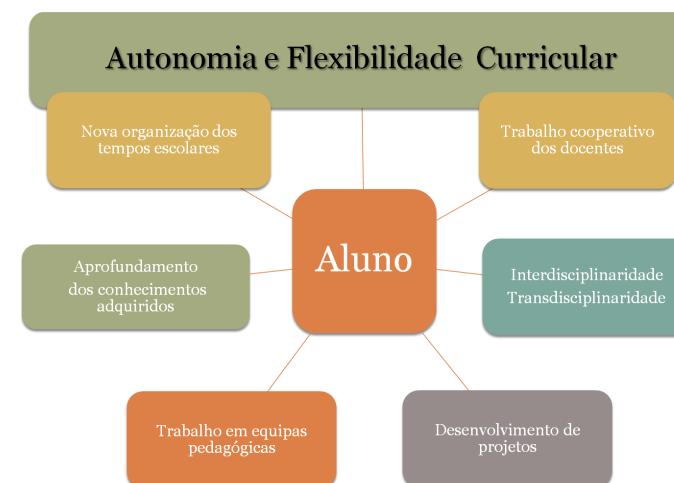 Autonomia e Flexibilidade Curricular
Nova organização dos
tempos escolares
Trabalho cooperativo
dos docentes
Aluno
Aprofundamento
dos conhecimentos
adquiridos
Interdisciplinaridade
Transdisciplinaridade
Trabalho em equipas
pedagógicas
Desenvolvimento de
projetos